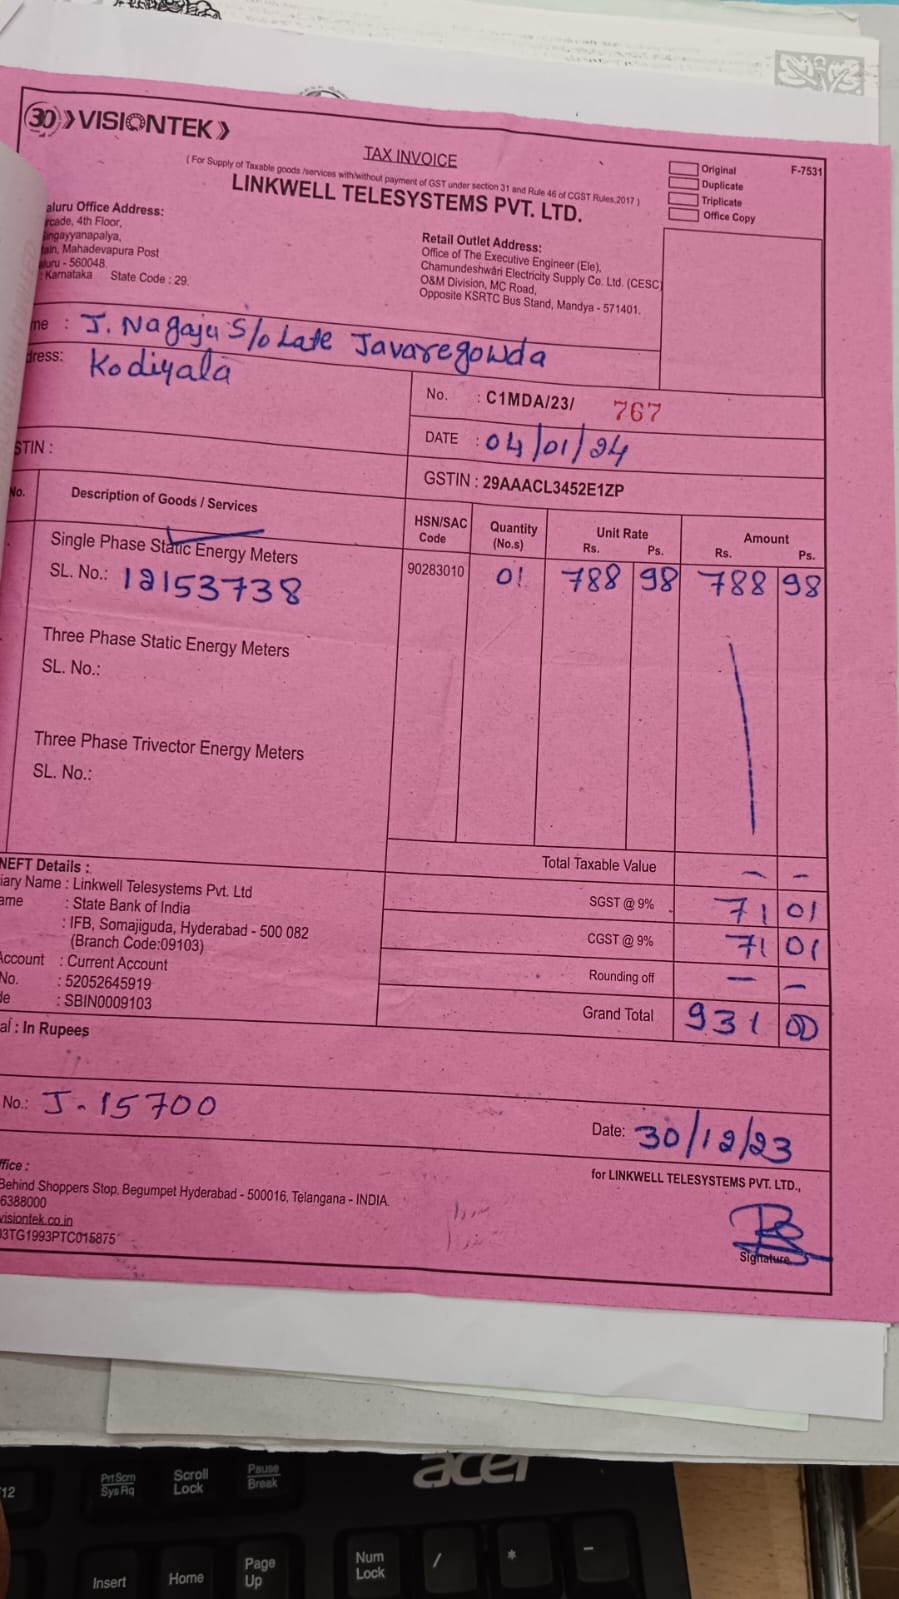 30 VISIONTEK
TAX INVOICE
( For Supply of Taxable goods /services with/without payment of GST under section 31 and Rule 46 of CGST Rules,2017 )
LINKWELL TELESYSTEMS PVT. LTD.
Original
Duplicate
Triplicate
Office Copy
F-7531
aluru Office Address:
rcade, 4th Floor,
ingayyanapalya,
ain, Mahadevapura Post
aluru - 560048.
: Karnataka State Code : 29.
Retail Outlet Address:
Office of The Executive Engineer (Ele),
Chamundeshwari Electricity Supply Co. Ltd. (CESC)
O&M Division, MC Road,
Opposite KSRTC Bus Stand, Mandya - 571401.
me : J. Nagaju S/o Late Javaregowda
dress: Kodiyala
No. : C1MDA/23/ 767
DATE : 04/01/24
STIN :
GSTIN : 29AAACL3452E1ZP
No. Description of Goods / Services HSN/SAC Code Quantity (No.s) Unit Rate Rs. Ps. Amount Rs. Ps.
Single Phase Static Energy Meters
SL. No.: 12153738 90283010 01 788 98 788 98
Three Phase Static Energy Meters
SL. No.:
Three Phase Trivector Energy Meters
SL. No.:
Total Taxable Value — —
SGST @ 9% 71 01
CGST @ 9% 71 01
Rounding off — —
Grand Total 931 00
NEFT Details :
iary Name : Linkwell Telesystems Pvt. Ltd
ame : State Bank of India
: IFB, Somajiguda, Hyderabad - 500 082
(Branch Code:09103)
Account : Current Account
No. : 52052645919
de : SBIN0009103
al : In Rupees
No.: J-15700
Date: 30/12/23
for LINKWELL TELESYSTEMS PVT. LTD.,
Signature
ffice :
Behind Shoppers Stop, Begumpet Hyderabad - 500016, Telangana - INDIA.
6388000
visiontek.co.in
03TG1993PTC015875
acer
12
PrtScrn
SysRq
Scroll
Lock
Pause
Break
Insert
Home
Page
Up
Num
Lock
/
*
-